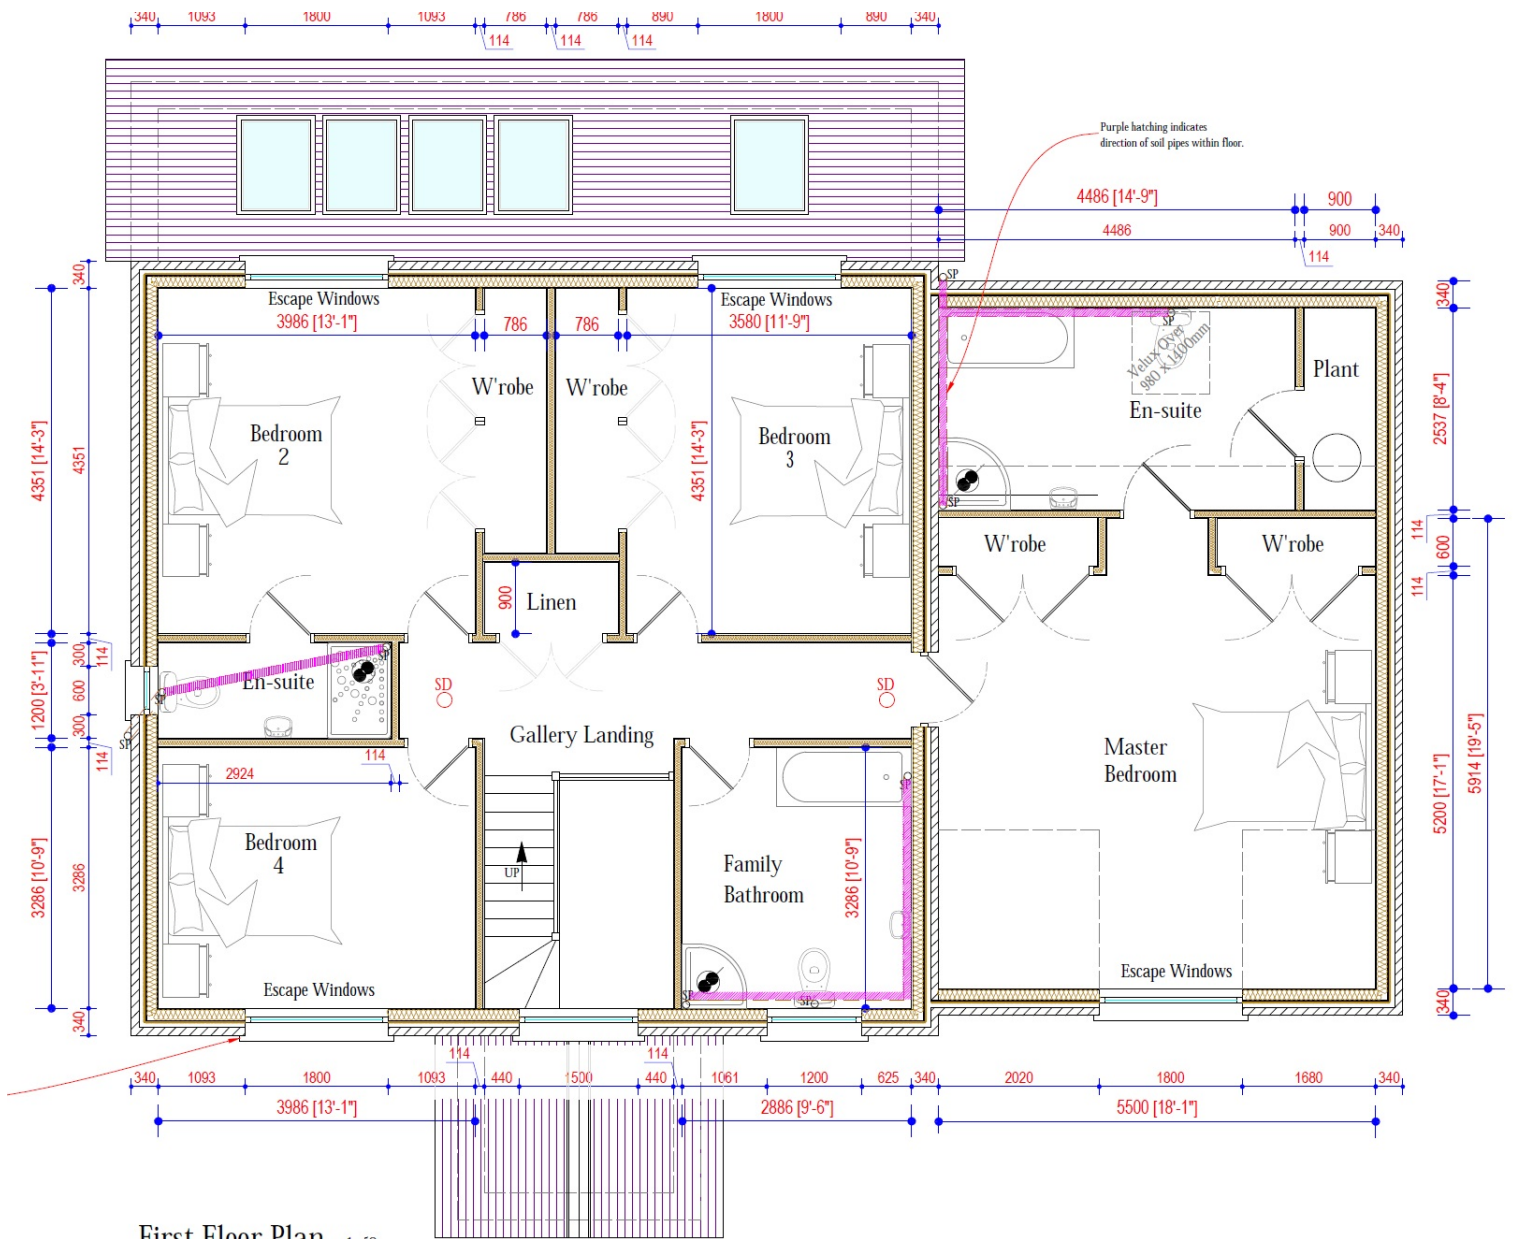 340 1093 1800 1093 786 786 890 1800 890 340
114 114 114
Purple hatching indicates
direction of soil pipes within floor.
4486 [14'-9"] 900
4486 900 340
114
340
SP
Escape Windows
3986 [13'-1"]
786 786
Escape Windows
3580 [11'-9"]
340
SP
Velux Over
980 x 1400mm
Plant
W'robe W'robe
En-suite
4351 [14'-3"]
4351
Bedroom
2
4351 [14'-3"]
Bedroom
3
2537 [8'-4"]
SP
W'robe
W'robe
114
600
114
900
Linen
1200 [3'-11"]
300
600
300
114
114
SP
En-suite
SP
SP
SD
SD
Gallery Landing
Master
Bedroom
5914 [19'-5"]
5200 [17'-1"]
2924
114
SP
Bedroom
4
UP
Family
Bathroom
3286 [10'-9"]
3286 [10'-9"]
3286
Escape Windows
SP
SP
Escape Windows
340
340
114 114
340 1093 1800 1093 440 1500 440 1061 1200 625 340 2020 1800 1680 340
3986 [13'-1"]
2886 [9'-6"]
5500 [18'-1"]
First Floor Plan